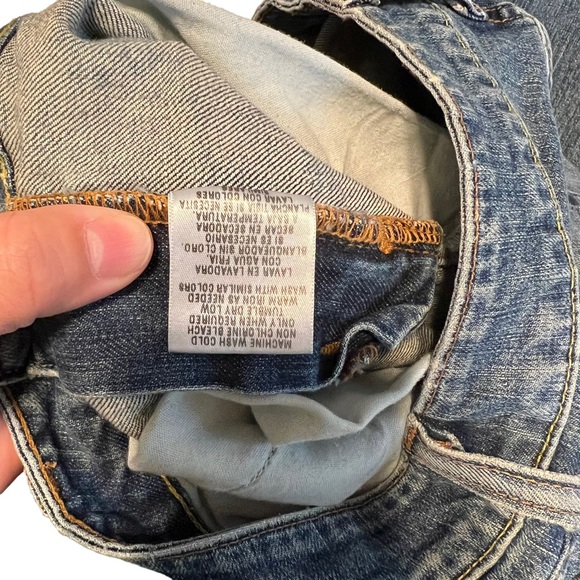 MACHINE WASH COLD
NON CHLORINE BLEACH
ONLY WHEN REQUIRED
TUMBLE DRY LOW
WARM IRON AS NEEDED
WASH WITH SIMILAR COLORS
LAVAR EN LAVADORA
CON AGUA FRIA.
BLANQUEADOR SIN CLORO,
SI ES NECESARIO
SECAR EN SECADORA
A BAJA TEMPERATURA.
SI SE NECESITA
LAVAR CON COLORES